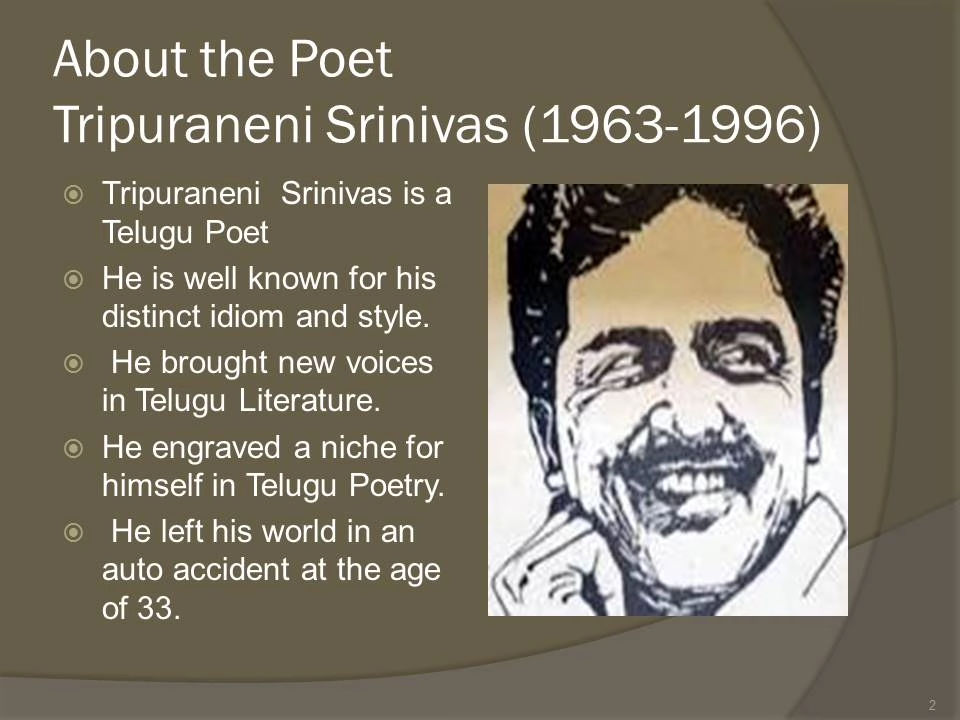 About the Poet
Tripuraneni Srinivas (1963-1996)
Tripuraneni  Srinivas is a
Telugu Poet
He is well known for his
distinct idiom and style.
He brought new voices
in Telugu Literature.
He engraved a niche for
himself in Telugu Poetry.
He left his world in an
auto accident at the age
of 33.
2